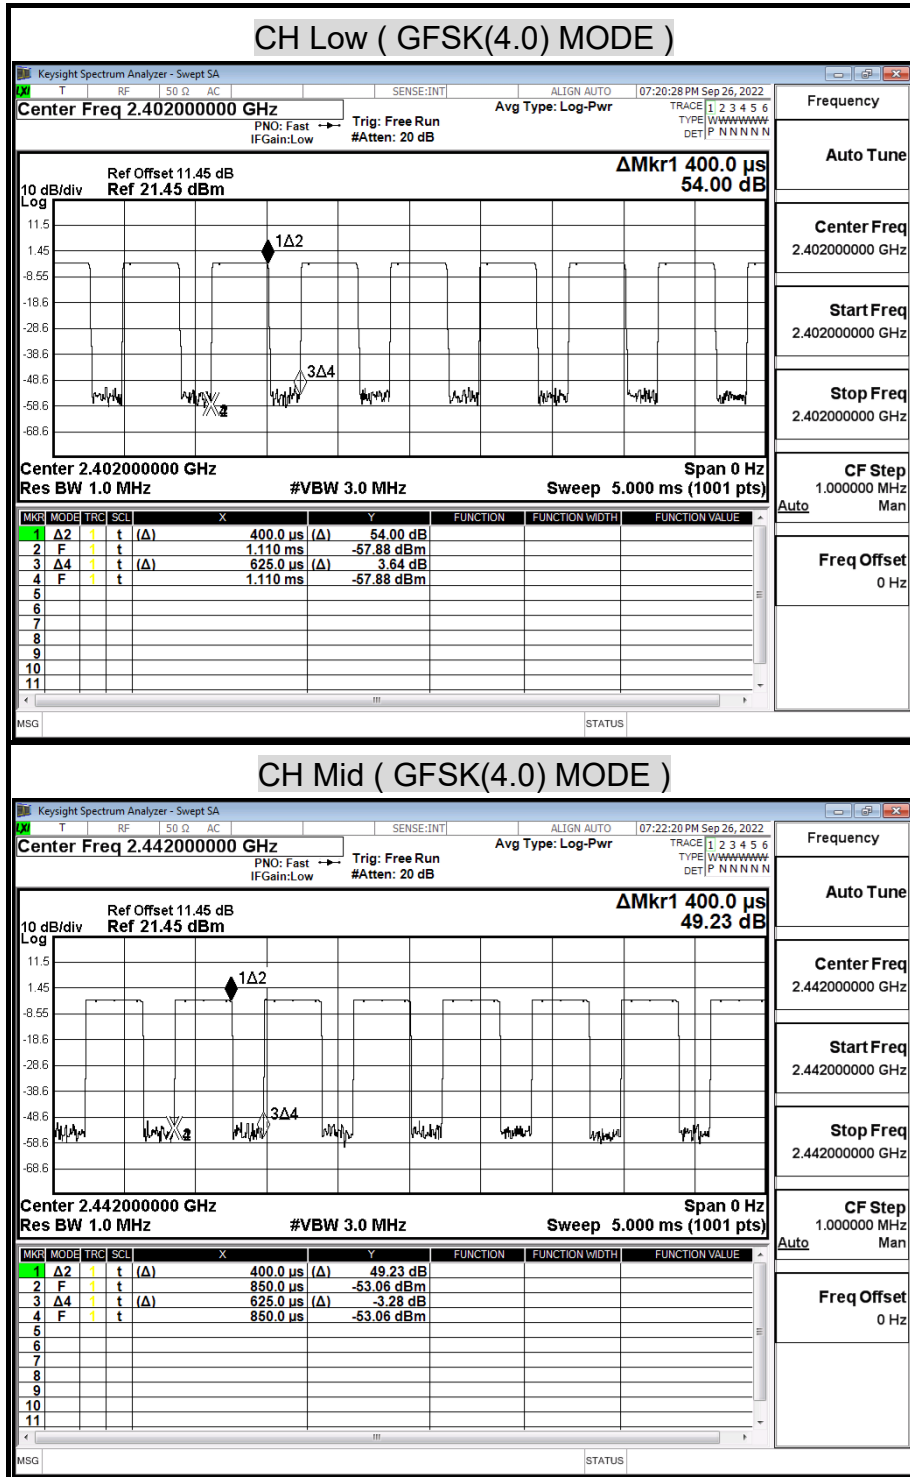 CH Low ( GFSK(4.0) MODE )
Keysight Spectrum Analyzer - Swept SA
LXI T RF 50 Ω AC SENSE:INT ALIGN AUTO 07:20:28 PM Sep 26, 2022
Center Freq 2.402000000 GHz
PNO: Fast
IFGain:Low
Trig: Free Run
#Atten: 20 dB
Avg Type: Log-Pwr
TRACE 1 2 3 4 5 6
TYPE WWWWWW
DET P N N N N N
Frequency
Auto Tune
Center Freq
2.402000000 GHz
Start Freq
2.402000000 GHz
Stop Freq
2.402000000 GHz
CF Step
1.000000 MHz
Auto Man
Freq Offset
0 Hz
ΔMkr1 400.0 µs
54.00 dB
Ref Offset 11.45 dB
10 dB/div Ref 21.45 dBm
Log
11.5
1.45
-8.55
-18.6
-28.6
-38.6
-48.6
-58.6
-68.6
1Δ2
3Δ4
Center 2.402000000 GHz Span 0 Hz
Res BW 1.0 MHz #VBW 3.0 MHz Sweep 5.000 ms (1001 pts)
MKR MODE TRC SCL X Y FUNCTION FUNCTION WIDTH FUNCTION VALUE
1 Δ2 1 t (Δ) 400.0 µs (Δ) 54.00 dB
2 F 1 t 1.110 ms -57.88 dBm
3 Δ4 1 t (Δ) 625.0 µs (Δ) 3.64 dB
4 F 1 t 1.110 ms -57.88 dBm
5
6
7
8
9
10
11
MSG STATUS
CH Mid ( GFSK(4.0) MODE )
Keysight Spectrum Analyzer - Swept SA
LXI T RF 50 Ω AC SENSE:INT ALIGN AUTO 07:22:20 PM Sep 26, 2022
Center Freq 2.442000000 GHz
PNO: Fast
IFGain:Low
Trig: Free Run
#Atten: 20 dB
Avg Type: Log-Pwr
TRACE 1 2 3 4 5 6
TYPE WWWWWW
DET P N N N N N
Frequency
Auto Tune
Center Freq
2.442000000 GHz
Start Freq
2.442000000 GHz
Stop Freq
2.442000000 GHz
CF Step
1.000000 MHz
Auto Man
Freq Offset
0 Hz
ΔMkr1 400.0 µs
49.23 dB
Ref Offset 11.45 dB
10 dB/div Ref 21.45 dBm
Log
11.5
1.45
-8.55
-18.6
-28.6
-38.6
-48.6
-58.6
-68.6
1Δ2
3Δ4
Center 2.442000000 GHz Span 0 Hz
Res BW 1.0 MHz #VBW 3.0 MHz Sweep 5.000 ms (1001 pts)
MKR MODE TRC SCL X Y FUNCTION FUNCTION WIDTH FUNCTION VALUE
1 Δ2 1 t (Δ) 400.0 µs (Δ) 49.23 dB
2 F 1 t 850.0 µs -53.06 dBm
3 Δ4 1 t (Δ) 625.0 µs (Δ) -3.28 dB
4 F 1 t 850.0 µs -53.06 dBm
5
6
7
8
9
10
11
MSG STATUS